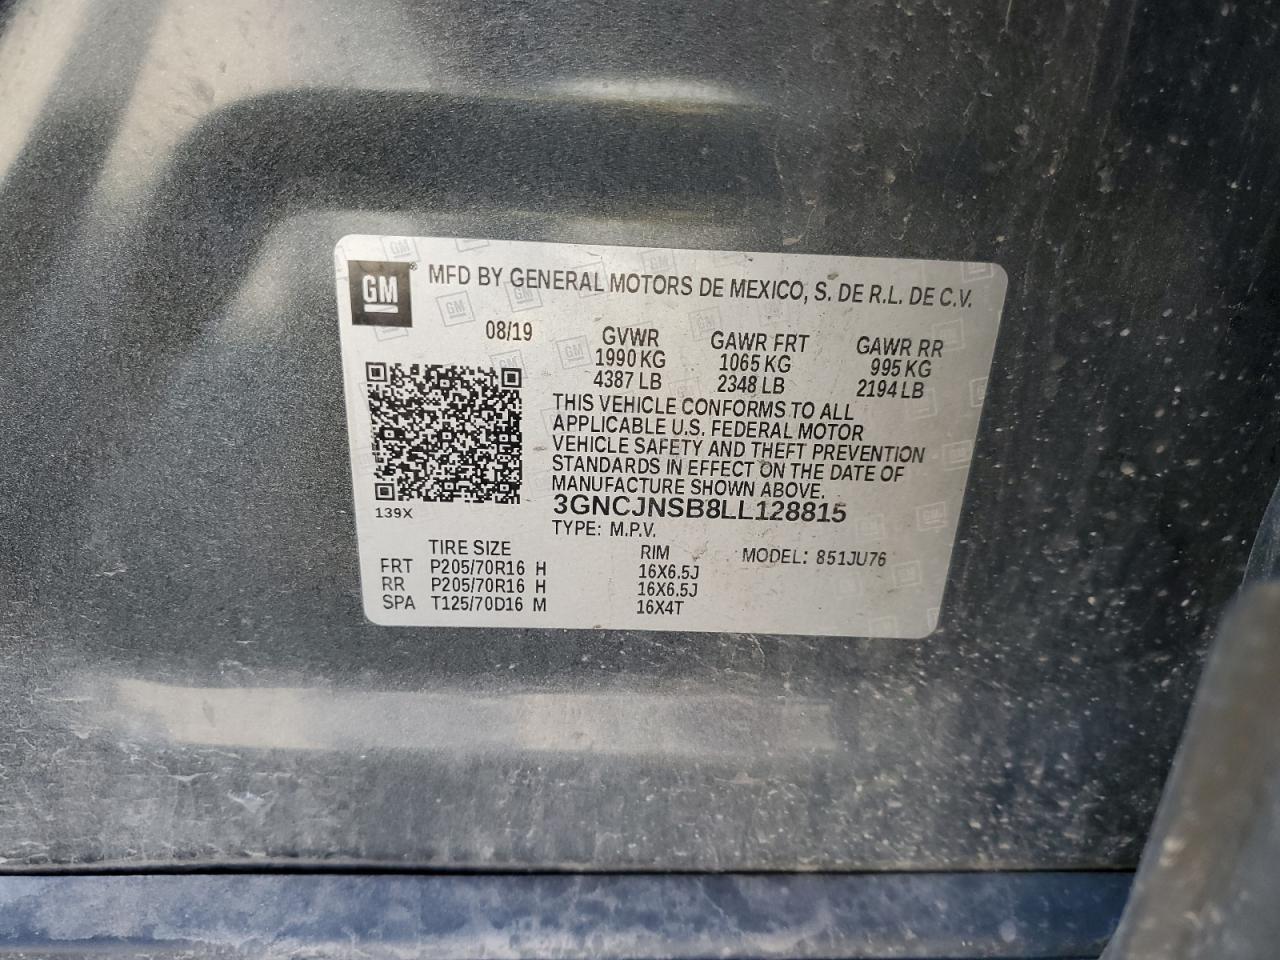 GM
MFD BY GENERAL MOTORS DE MEXICO, S. DE R.L. DE C.V.
08/19
GVWR GAWR FRT GAWR RR
1990 KG 1065 KG 995 KG
4387 LB 2348 LB 2194 LB
THIS VEHICLE CONFORMS TO ALL
APPLICABLE U.S. FEDERAL MOTOR
VEHICLE SAFETY AND THEFT PREVENTION
STANDARDS IN EFFECT ON THE DATE OF
MANUFACTURE SHOWN ABOVE.
3GNCJNSB8LL128815
139X
TYPE: M.P.V.
TIRE SIZE RIM MODEL: 851JU76
FRT P205/70R16 H 16X6.5J
RR P205/70R16 H 16X6.5J
SPA T125/70D16 M 16X4T